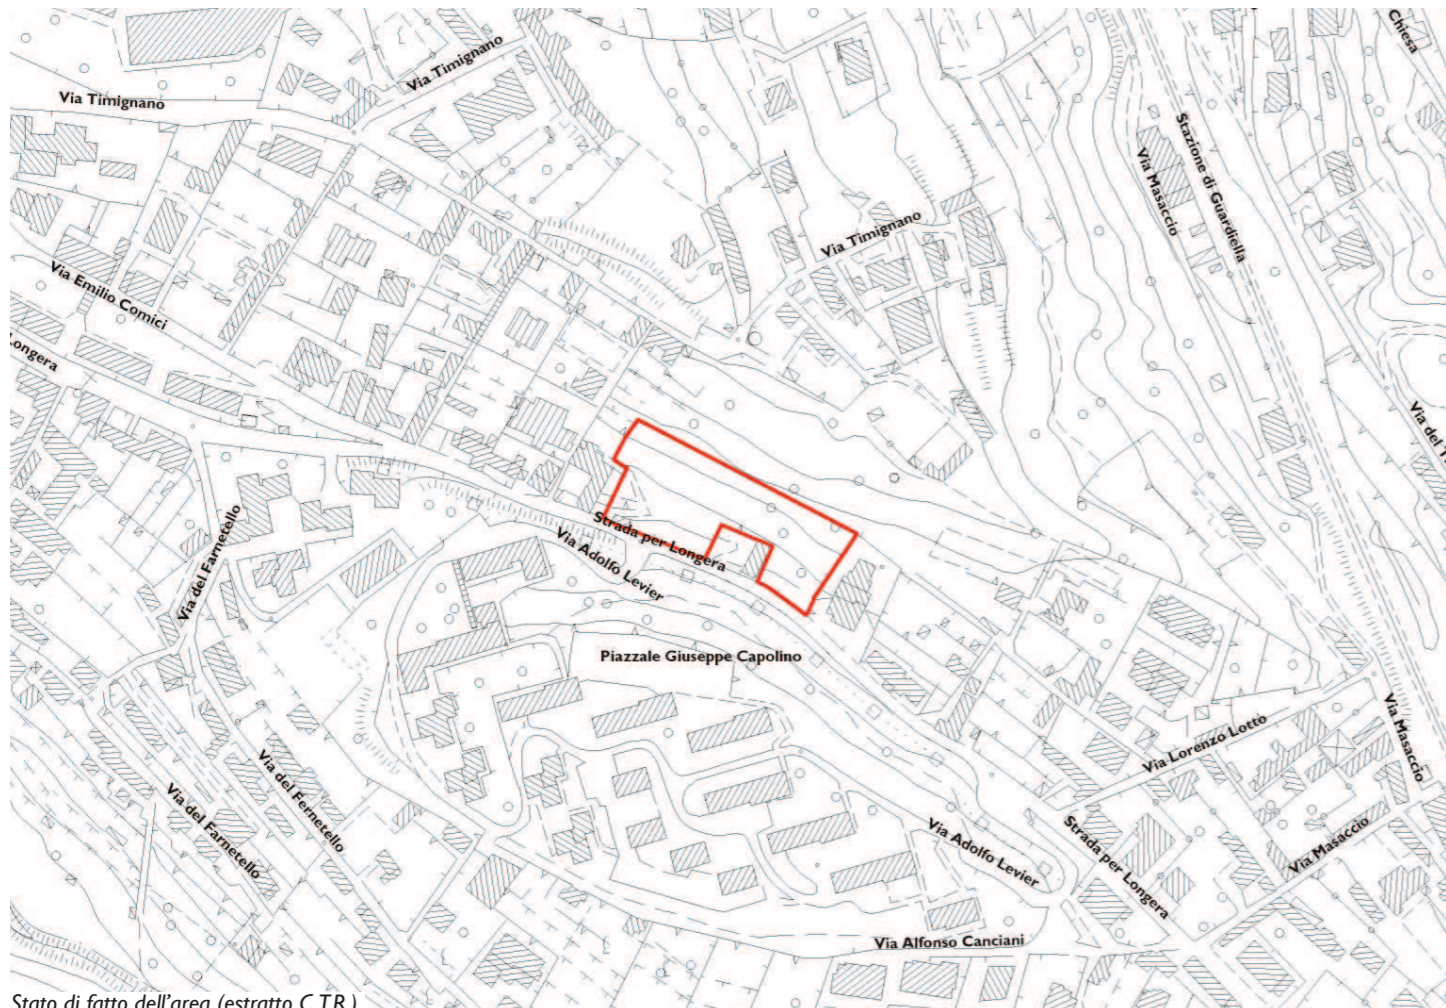 Chiesa
Via Timignano
Via Timignano
Stazione di Guardiella
Via Masaccio
Via Timignano
Via Emilio Comici
Longera
Via del T
Strada per Longera
Via Adolfo Levier
Via del Farnetello
Piazzale Giuseppe Capolino
Via Masaccio
Via Lorenzo Lotto
Via del Fernetello
Via del Farnetello
Via Adolfo Levier
Strada per Longera
Via Masaccio
Via Alfonso Canciani
Stato di fatto dell'area (estratto C.T.R.)